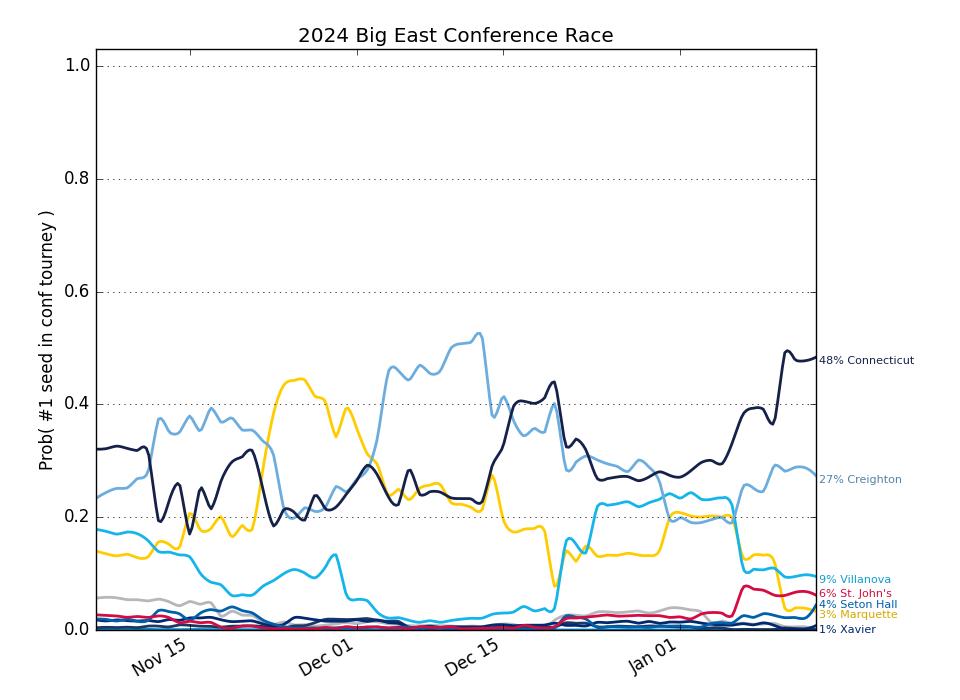 2024 Big East Conference Race
Prob( #1 seed in conf tourney )
1.0
0.8
0.6
0.4
0.2
0.0
Nov 15
Dec 01
Dec 15
Jan 01
48% Connecticut
27% Creighton
9% Villanova
6% St. John's
4% Seton Hall
3% Marquette
1% Xavier